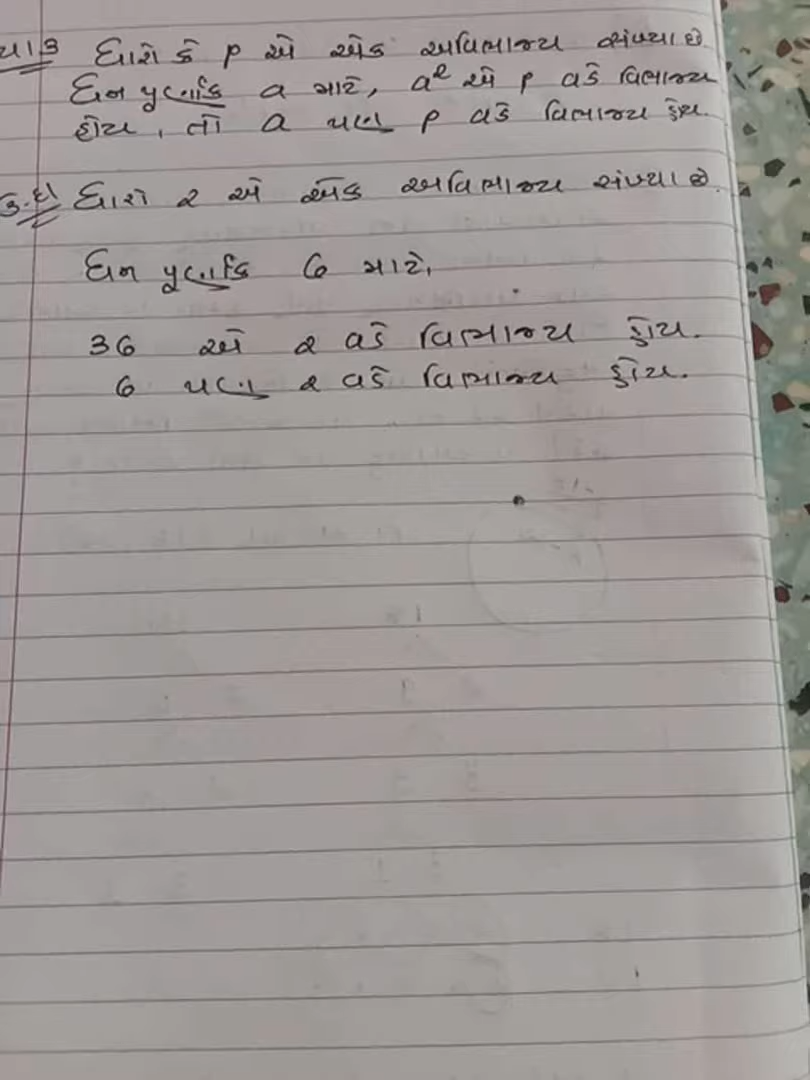 પ્રા.3 ધારો કે p એ એક અવિભાજ્ય સંખ્યા છે.
ધન પૂર્ણાંક a માટે, a² એ p વડે વિભાજ્ય
હોય, તો a પણ p વડે વિભાજ્ય હોય.
ઉ.દા ધારો 2 એ એક અવિભાજ્ય સંખ્યા છે.
ધન પૂર્ણાંક 6 માટે,
36 એ 2 વડે વિભાજ્ય હોય.
6 પણ 2 વડે વિભાજ્ય હોય.